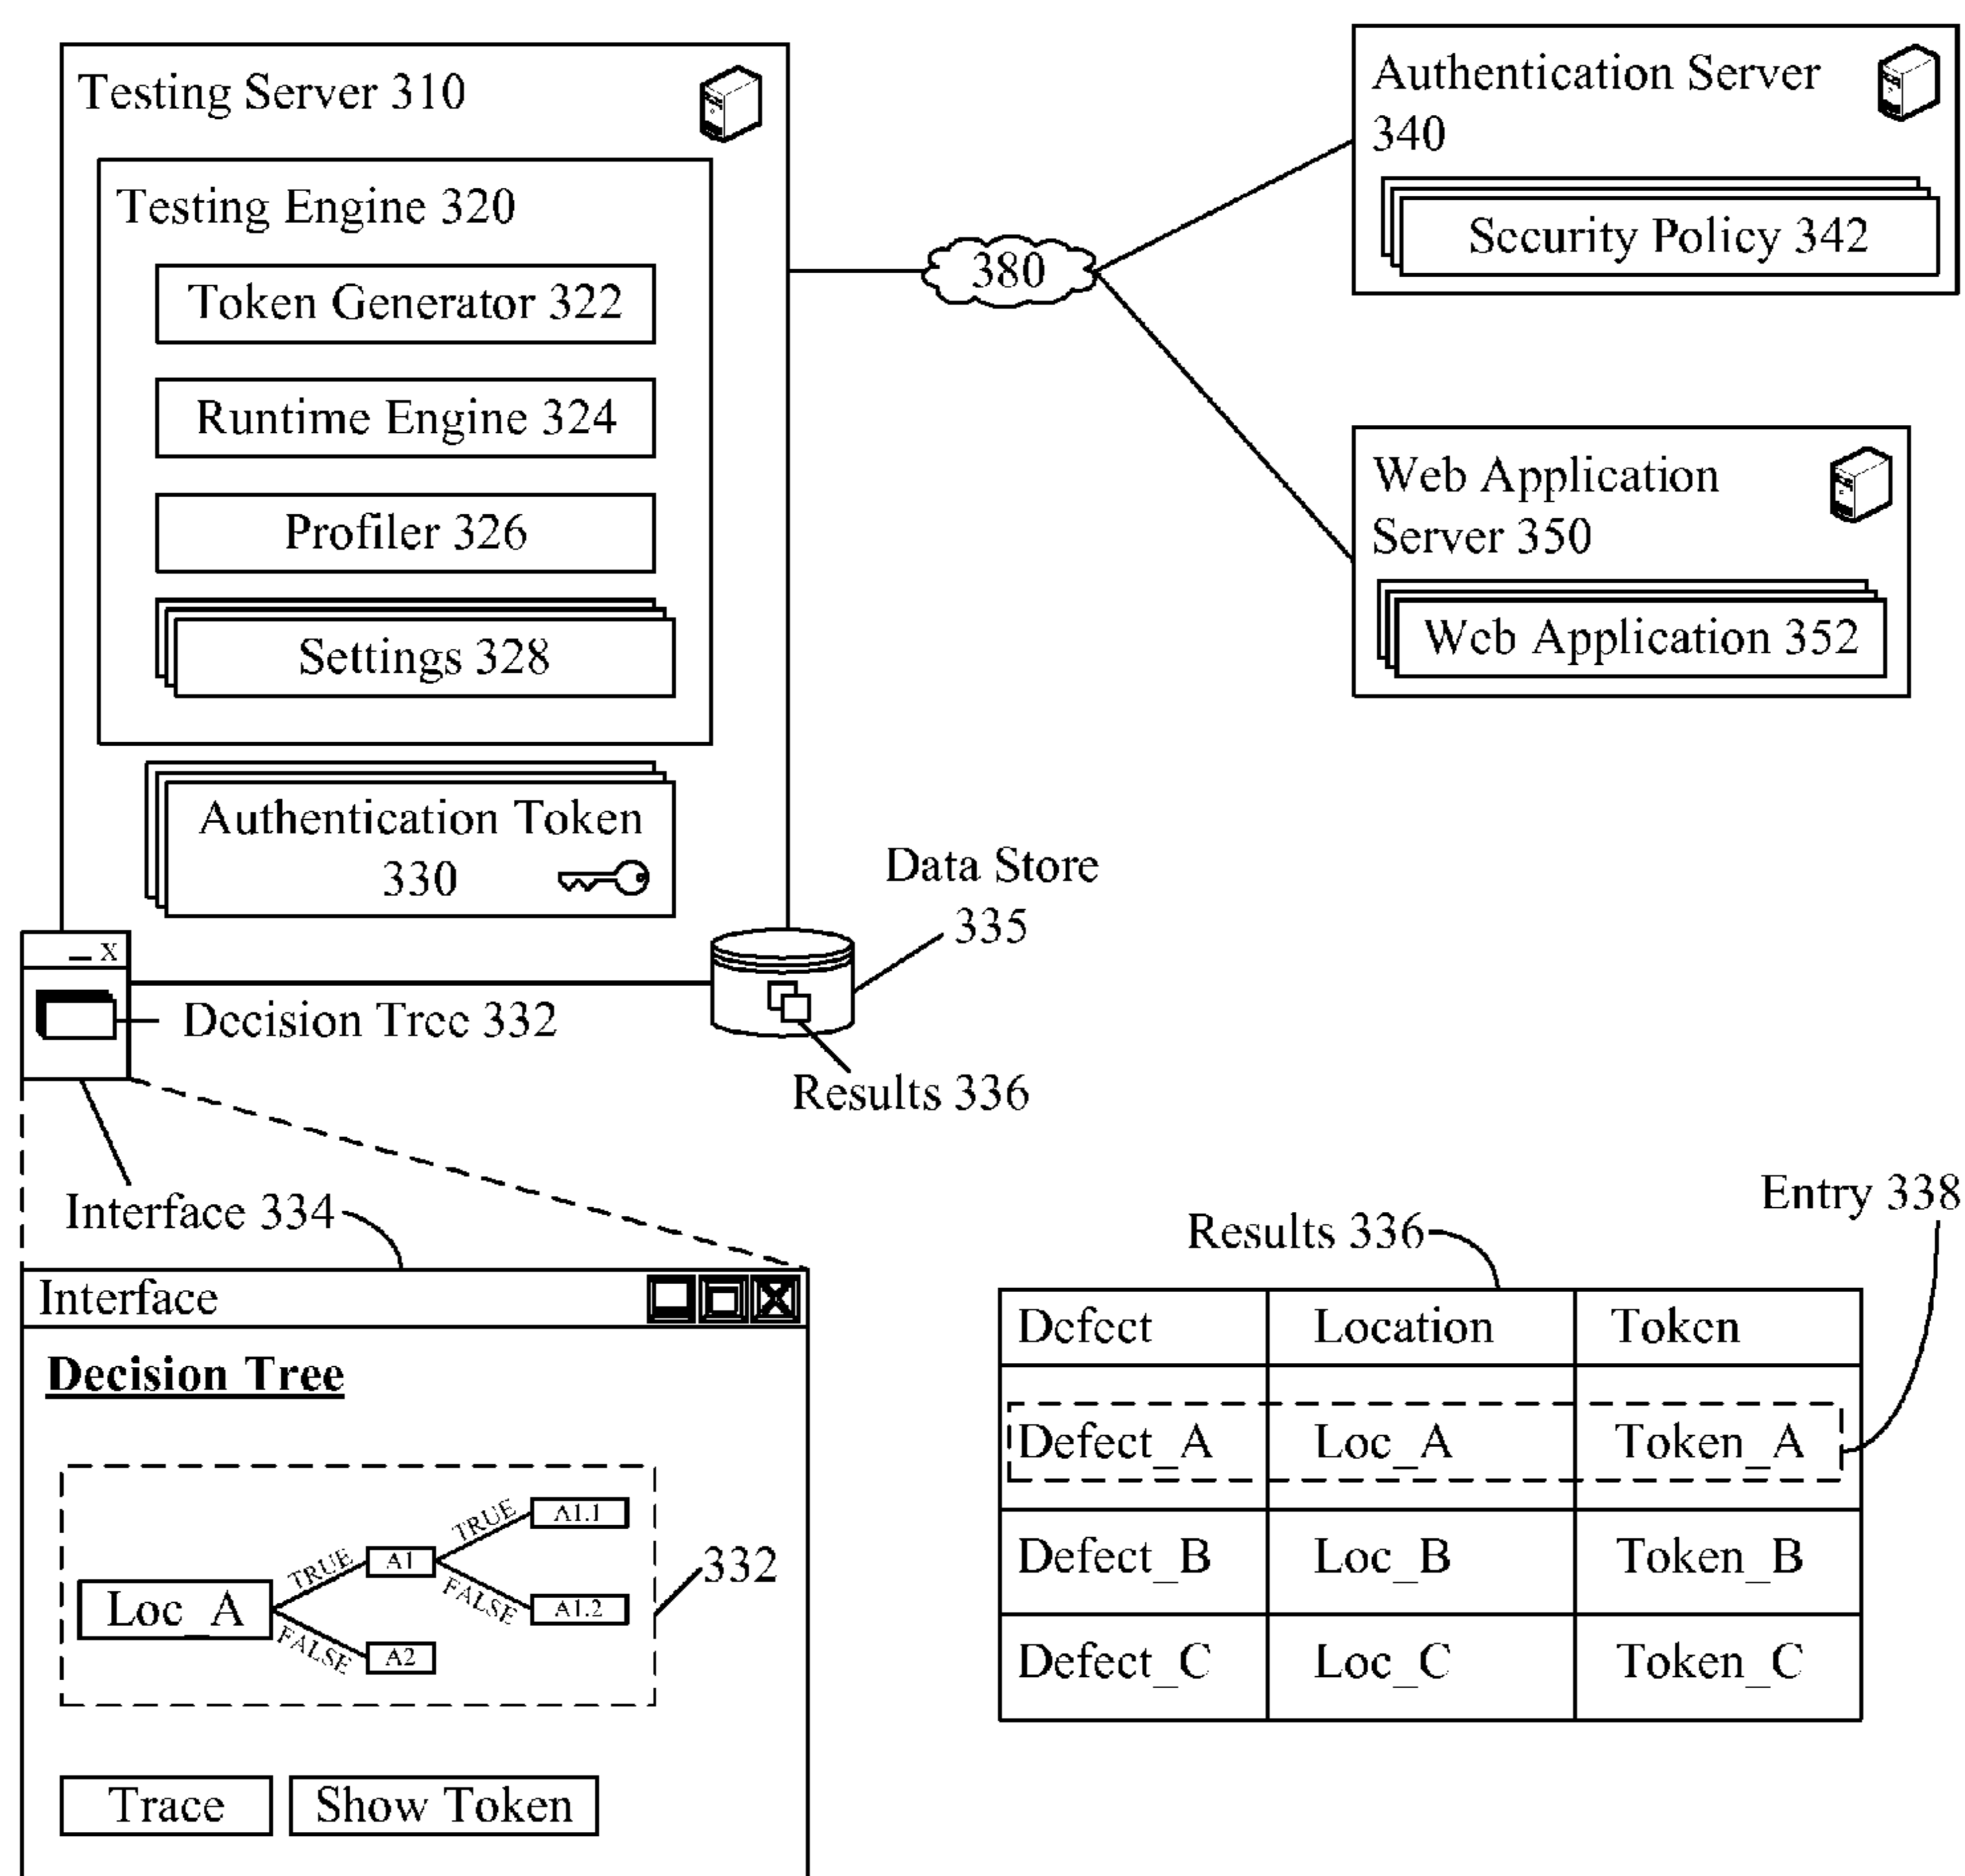 Testing Server 310
Testing Engine 320
Token Generator 322
Runtime Engine 324
Profiler 326
Settings 328
Authentication Token
330
380
Authentication Server
340
Security Policy 342
Web Application
Server 350
Web Application 352
Data Store
335
_ X
Decision Tree 332
Results 336
Interface 334
Interface
Decision Tree
Loc_A
TRUE
FALSE
A1
A2
TRUE
FALSE
A1.1
A1.2
332
Trace
Show Token
Results 336
Entry 338
Defect Location Token
Defect_A Loc_A Token_A
Defect_B Loc_B Token_B
Defect_C Loc_C Token_C